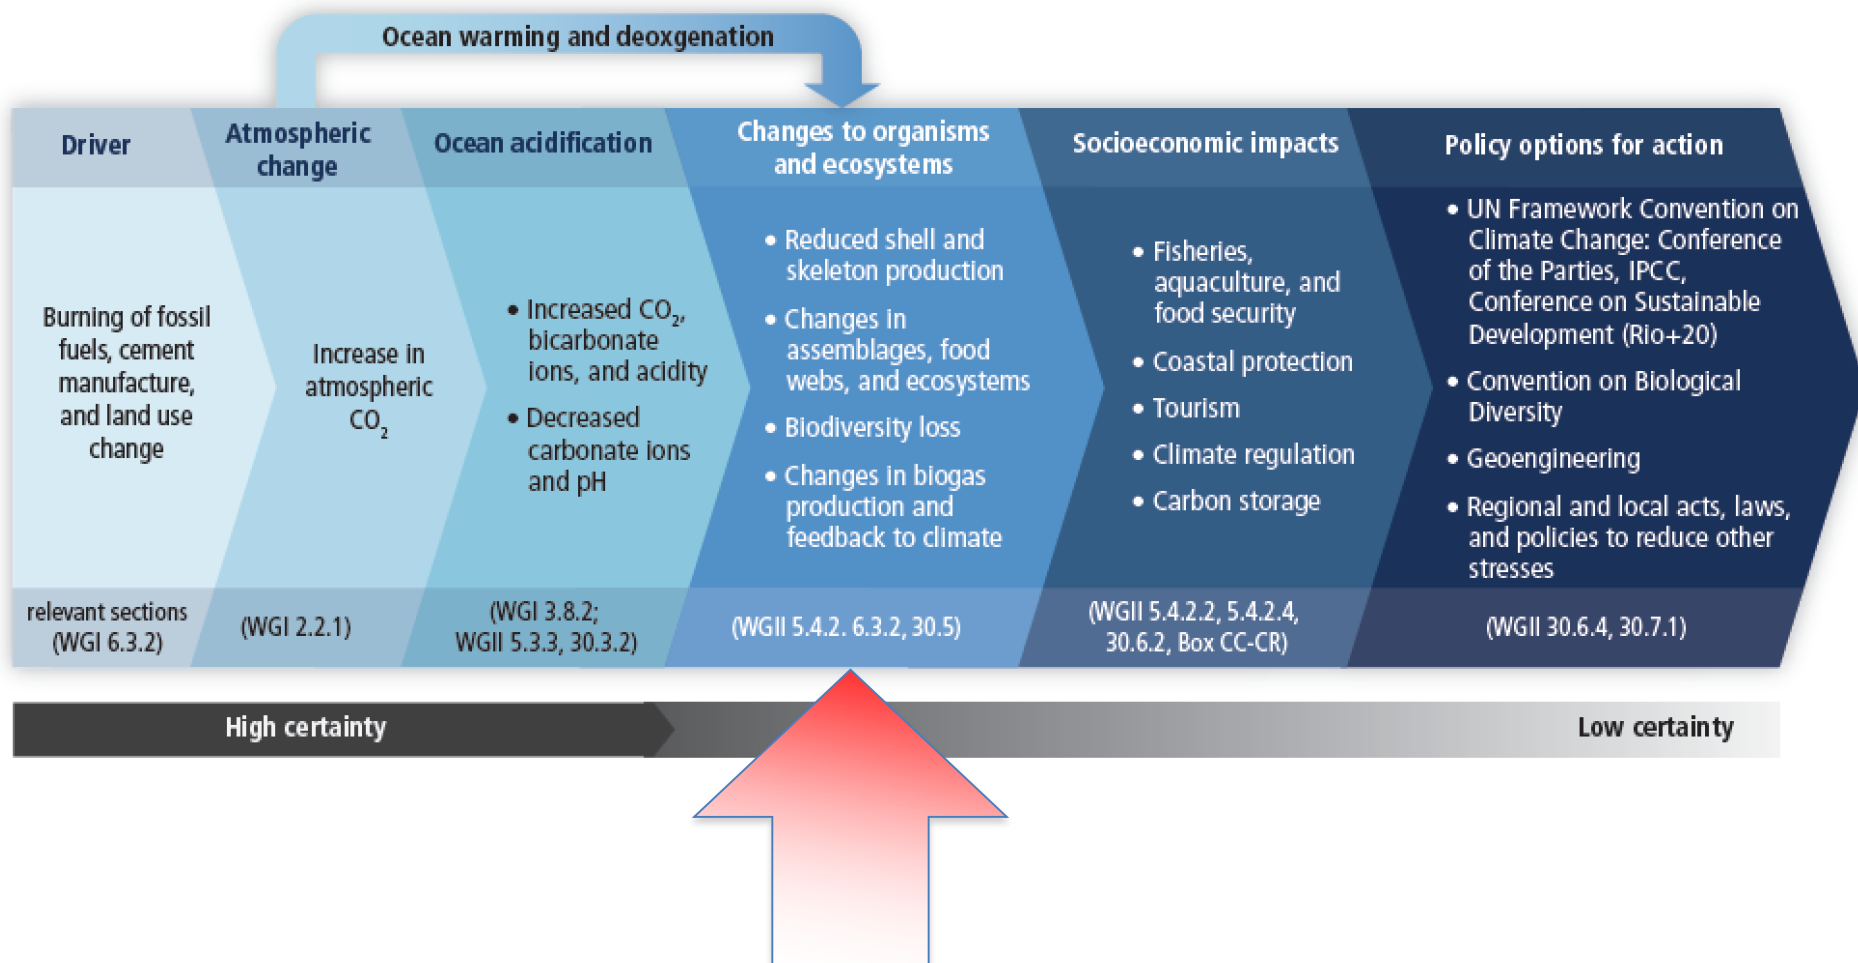 Ocean warming and deoxgenation
Driver
Atmospheric
change
Ocean acidification
Changes to organisms
and ecosystems
Socioeconomic impacts
Policy options for action
Burning of fossil
fuels, cement
manufacture,
and land use
change
Increase in
atmospheric
CO₂
• Increased CO₂,
bicarbonate
ions, and acidity
• Decreased
carbonate ions
and pH
• Reduced shell and
skeleton production
• Changes in
assemblages, food
webs, and ecosystems
• Biodiversity loss
• Changes in biogas
production and
feedback to climate
• Fisheries,
aquaculture, and
food security
• Coastal protection
• Tourism
• Climate regulation
• Carbon storage
• UN Framework Convention on
Climate Change: Conference
of the Parties, IPCC,
Conference on Sustainable
Development (Rio+20)
• Convention on Biological
Diversity
• Geoengineering
• Regional and local acts, laws,
and policies to reduce other
stresses
relevant sections
(WGI 6.3.2)
(WGI 2.2.1)
(WGI 3.8.2;
WGII 5.3.3, 30.3.2)
(WGII 5.4.2. 6.3.2, 30.5)
(WGII 5.4.2.2, 5.4.2.4,
30.6.2, Box CC-CR)
(WGII 30.6.4, 30.7.1)
High certainty
Low certainty